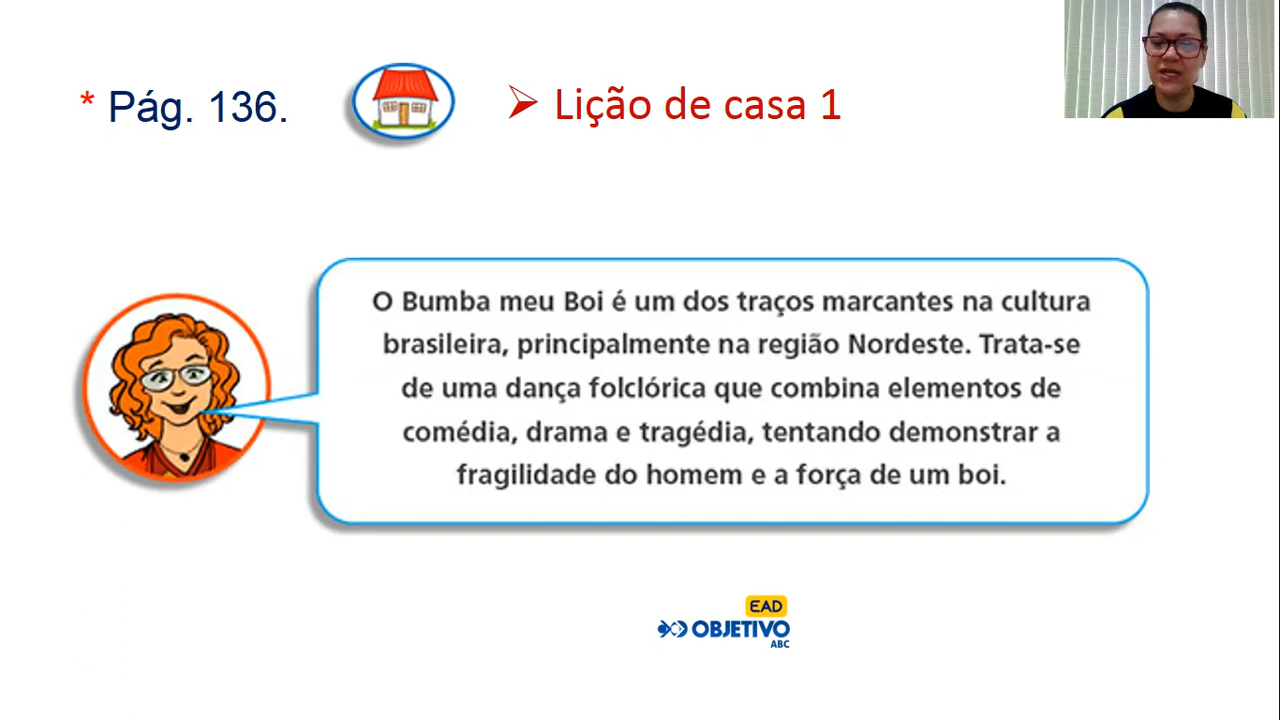 * Pág. 136.
➢ Lição de casa 1
O Bumba meu Boi é um dos traços marcantes na cultura
brasileira, principalmente na região Nordeste. Trata-se
de uma dança folclórica que combina elementos de
comédia, drama e tragédia, tentando demonstrar a
fragilidade do homem e a força de um boi.
EAD
OBJETIVO
ABC